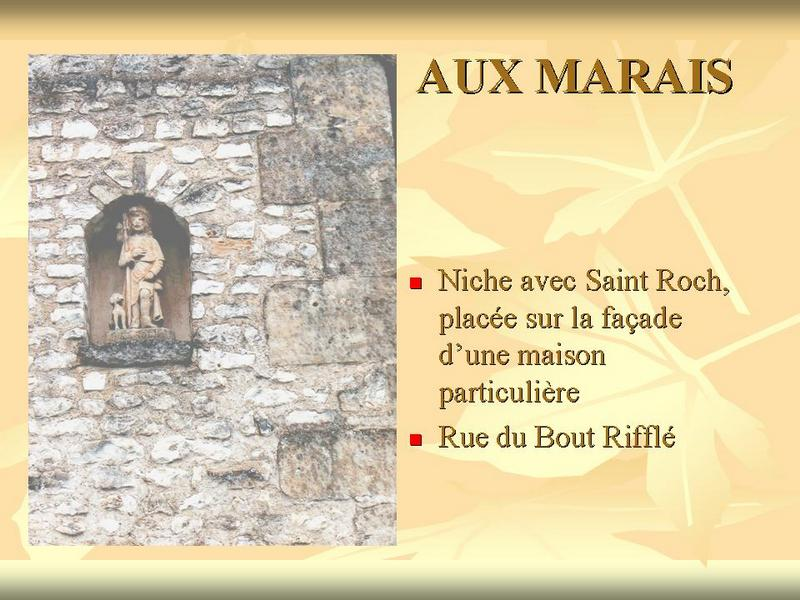 AUX MARAIS
Niche avec Saint Roch,
placée sur la façade
d’une maison
particulière
Rue du Bout Rifflé